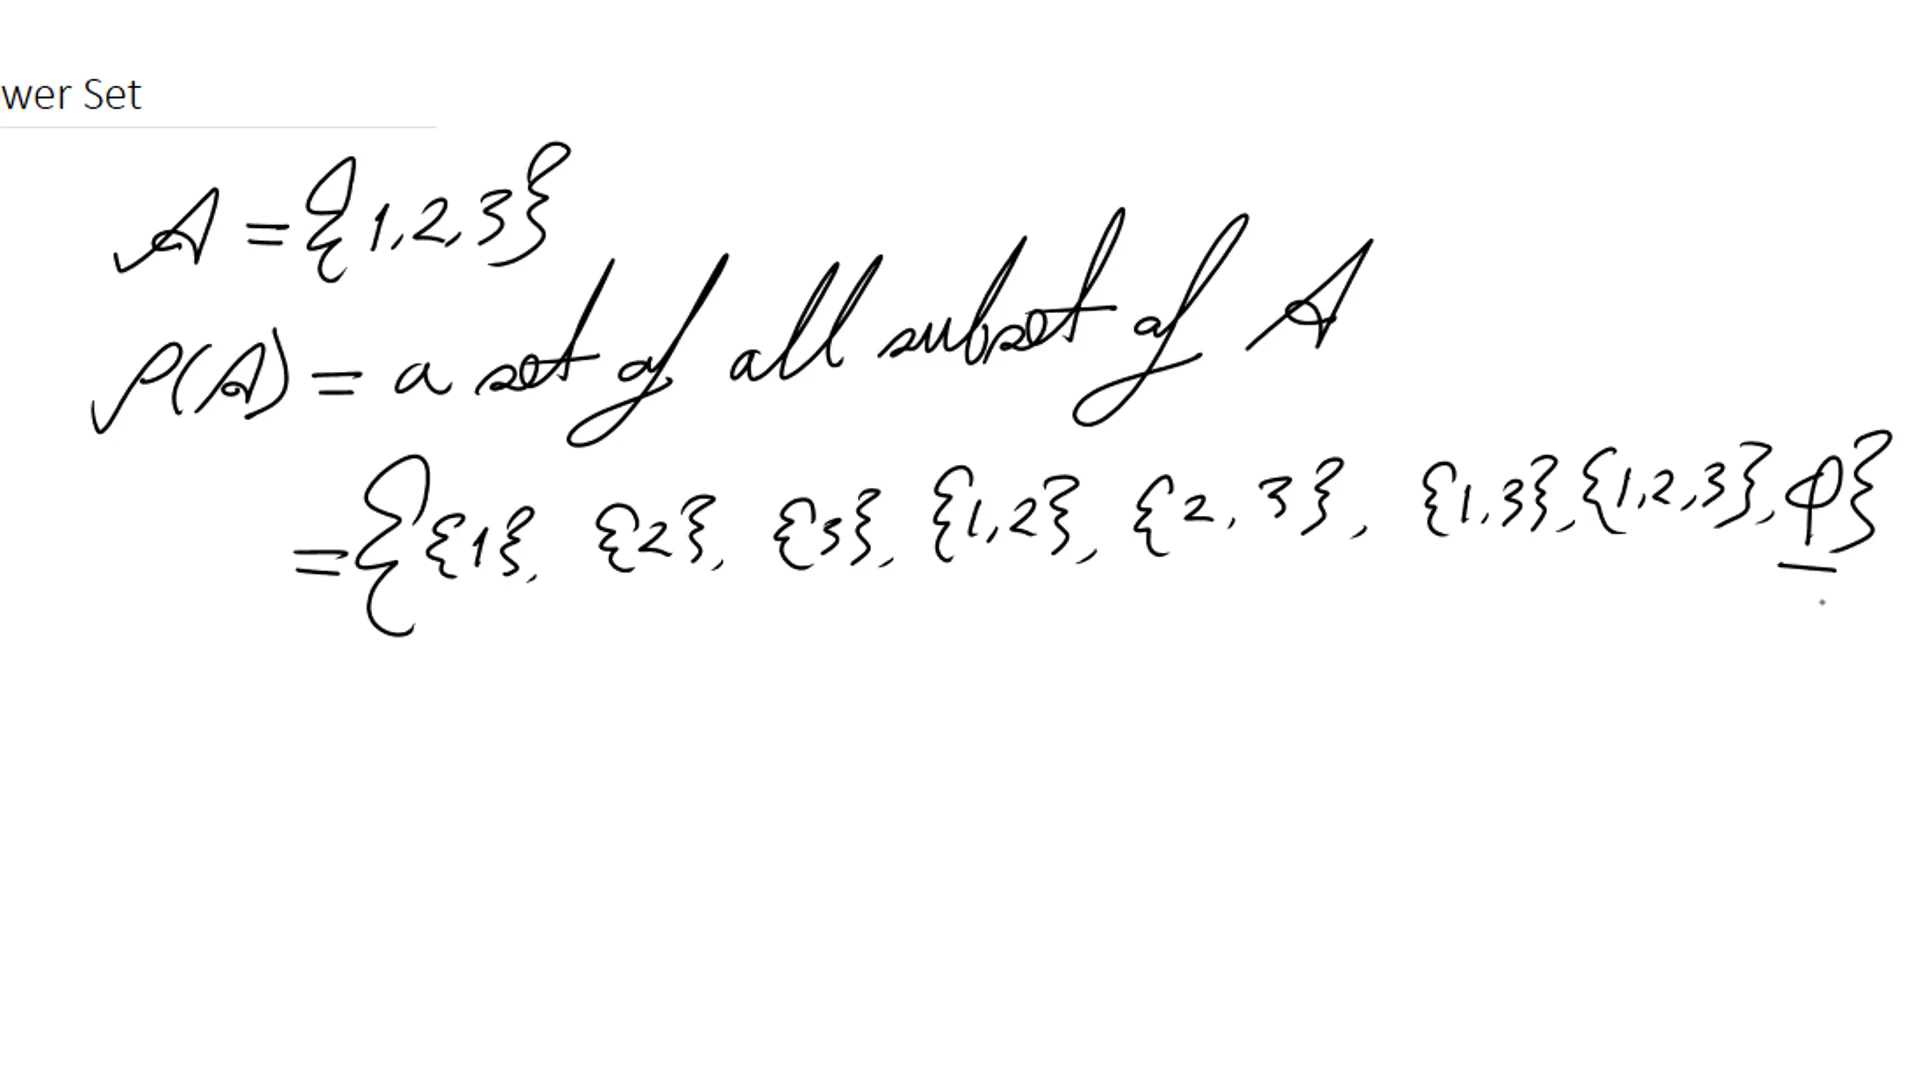 wer Set
A = {1,2,3}
P(A) = a set of all subset of A
= { {1}, {2}, {3}, {1,2}, {2,3}, {1,3}, {1,2,3}, φ}